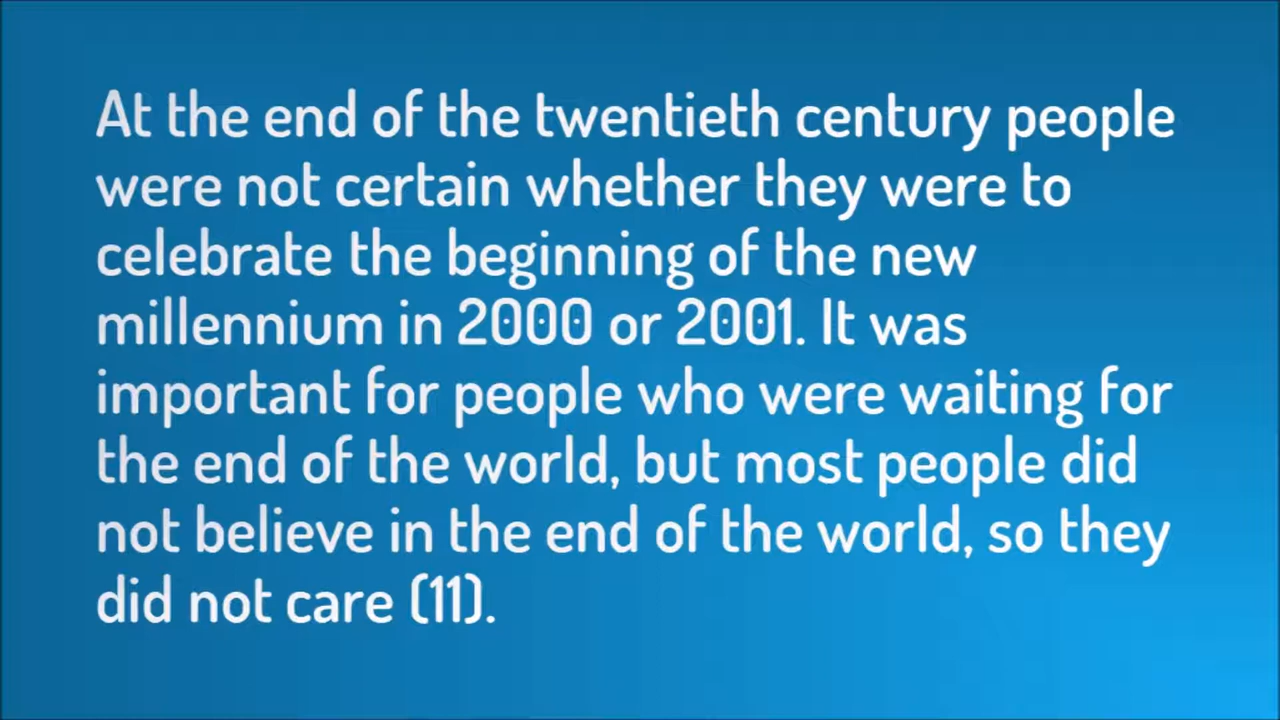 At the end of the twentieth century people
were not certain whether they were to
celebrate the beginning of the new
millennium in 2000 or 2001. It was
important for people who were waiting for
the end of the world, but most people did
not believe in the end of the world, so they
did not care (11).